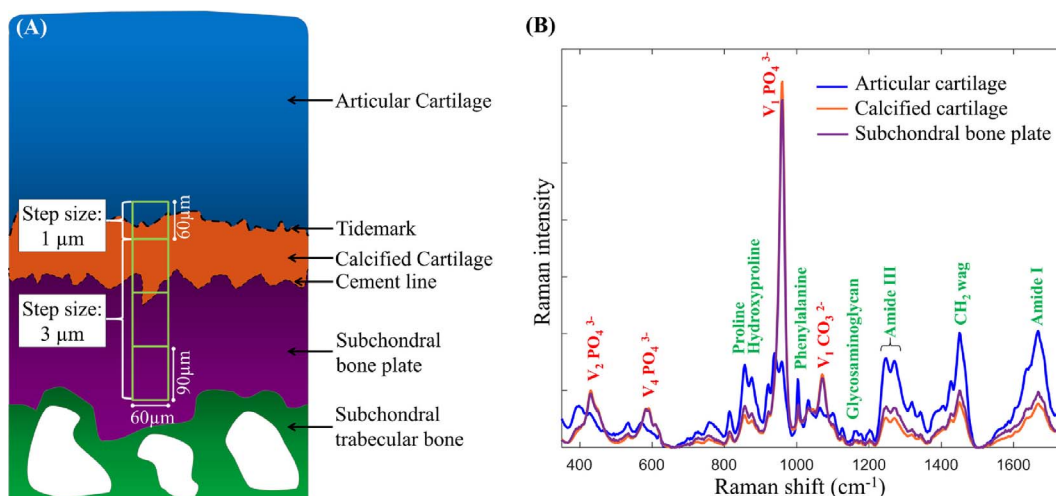 (A)
Articular Cartilage
Step size:
1 μm
60μm
Tidemark
Calcified Cartilage
Cement line
Step size:
3 μm
Subchondral
bone plate
90μm
60μm
Subchondral
trabecular bone
(B)
V₁ PO₄ ³⁻
Articular cartilage
Calcified cartilage
Subchondral bone plate
Raman intensity
V₂ PO₄ ³⁻
V₄ PO₄ ³⁻
Proline
Hydroxyproline
Phenylalanine
V₁ CO₃ ²⁻
Glycosaminoglycan
Amide III
CH₂ wag
Amide I
400 600 800 1000 1200 1400 1600
Raman shift (cm⁻¹)